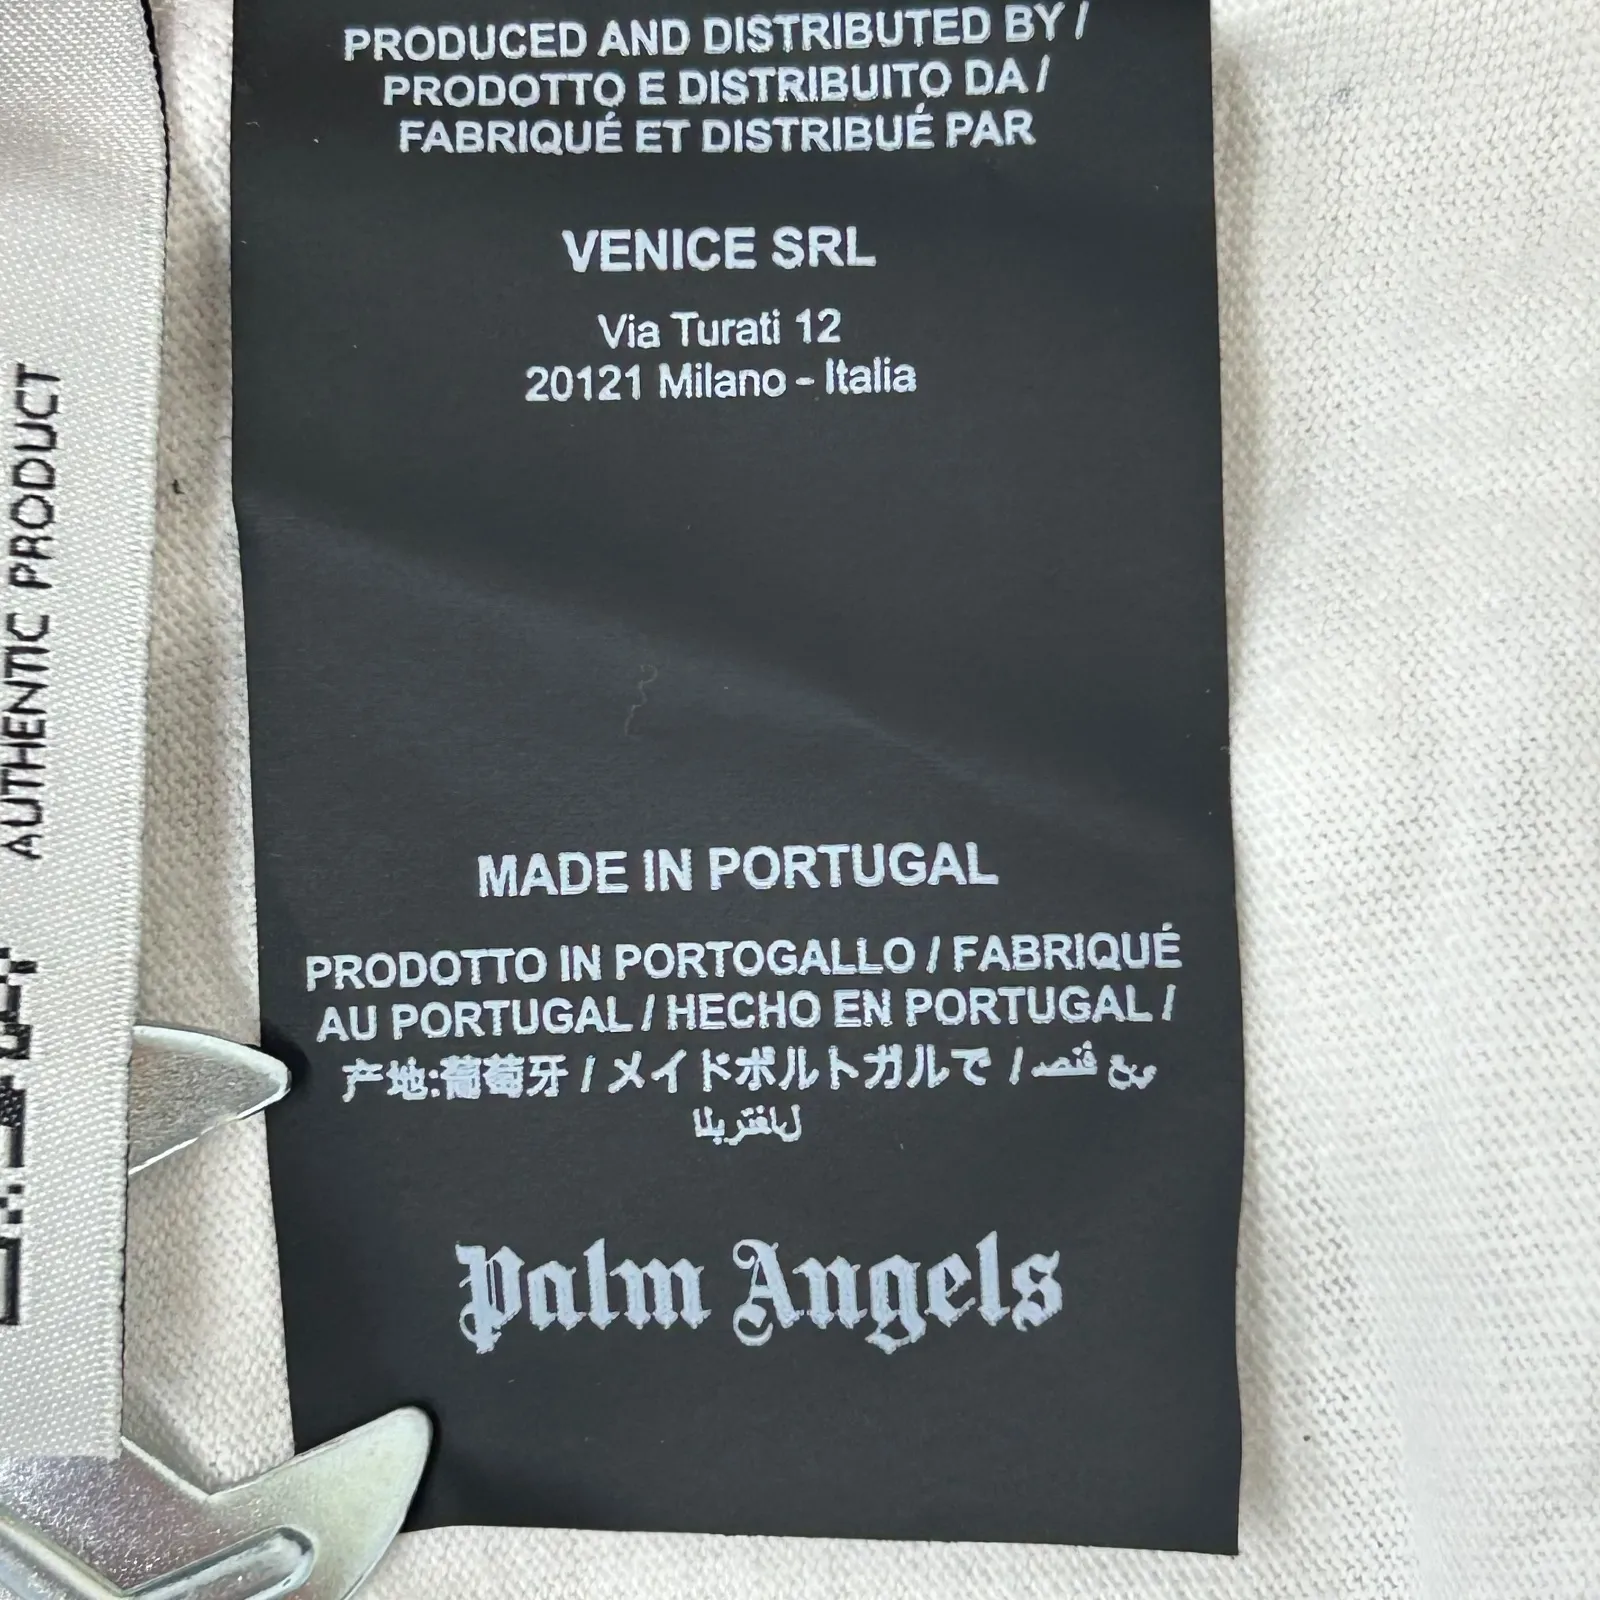 PRODUCED AND DISTRIBUTED BY /
PRODOTTO E DISTRIBUITO DA /
FABRIQUÉ ET DISTRIBUÉ PAR
VENICE SRL
Via Turati 12
20121 Milano - Italia
MADE IN PORTUGAL
PRODOTTO IN PORTOGALLO / FABRIQUÉ
AU PORTUGAL / HECHO EN PORTUGAL /
产地:葡萄牙 / メイドポルトガルで /
Palm Angels
AUTHENTIC PRODUCT